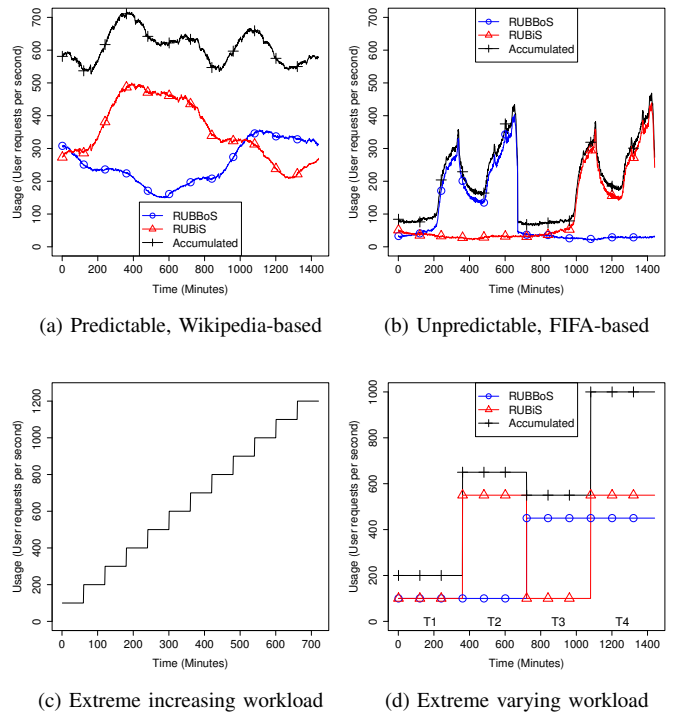 0 100 200 300 400 500 600 700
Usage (User requests per second)
RUBBoS
RUBiS
Accumulated
0 200 400 600 800 1000 1200 1400
Time (Minutes)
(a) Predictable, Wikipedia-based
0 100 200 300 400 500 600 700
Usage (User requests per second)
RUBBoS
RUBiS
Accumulated
0 200 400 600 800 1000 1200 1400
Time (Minutes)
(b) Unpredictable, FIFA-based
0 200 400 600 800 1000 1200
Usage (User requests per second)
0 100 200 300 400 500 600 700
Time (Minutes)
(c) Extreme increasing workload
0 200 400 600 800 1000
Usage (User requests per second)
RUBBoS
RUBiS
Accumulated
T1 T2 T3 T4
0 200 400 600 800 1000 1200 1400
Time (Minutes)
(d) Extreme varying workload